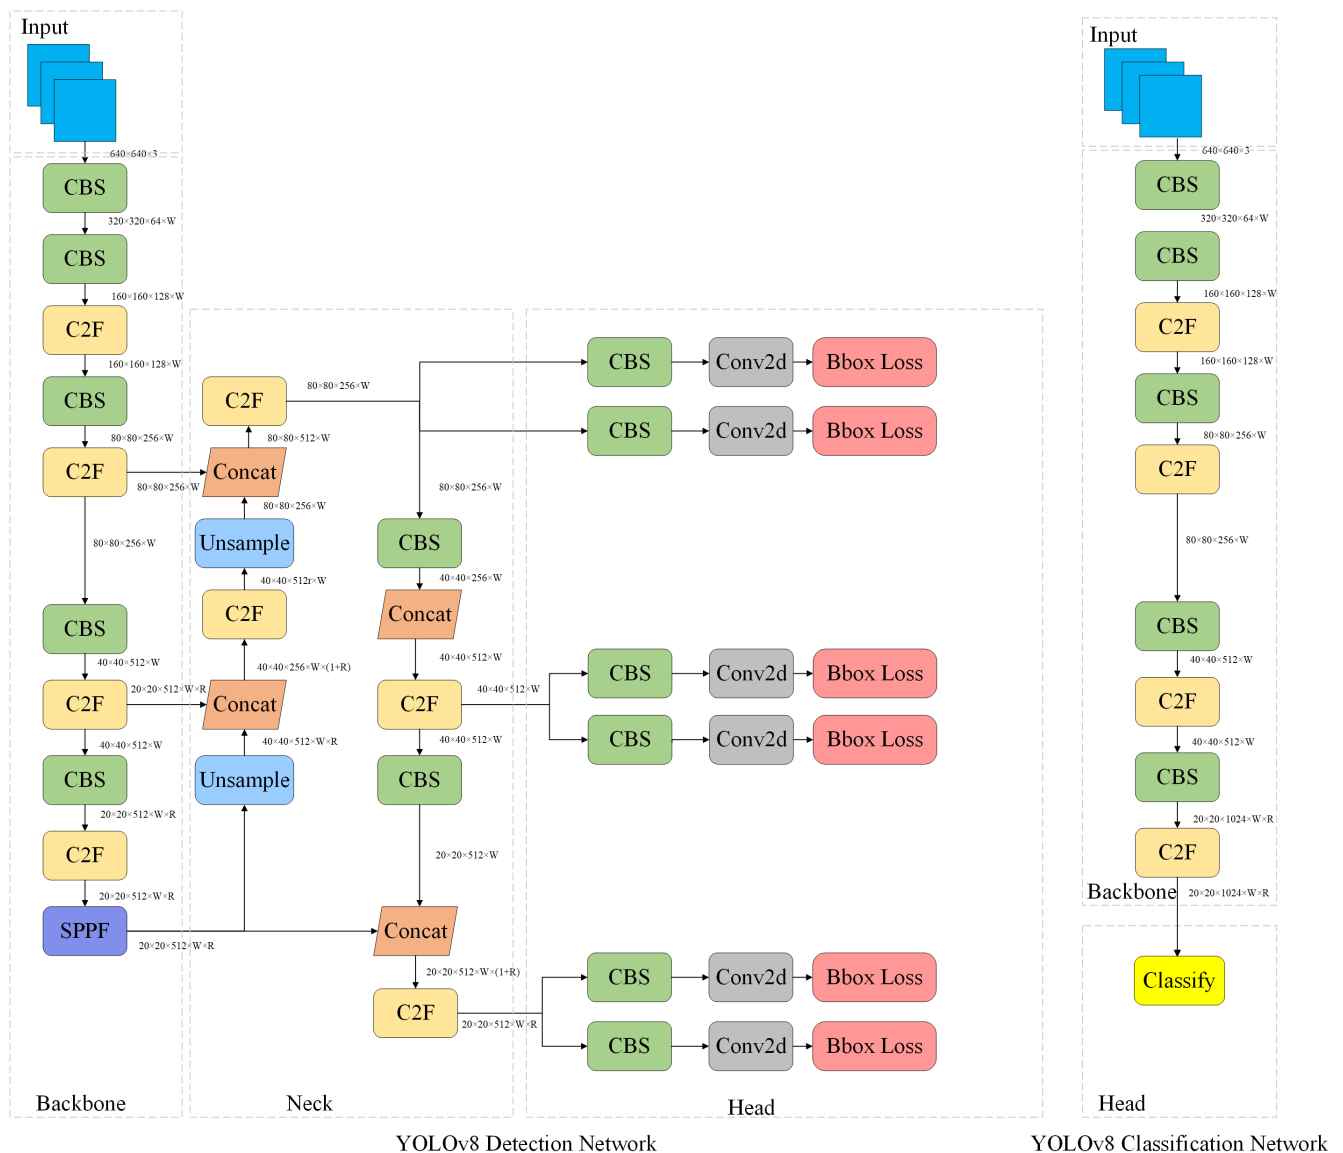 Input
640×640×3
CBS
320×320×64×W
CBS
160×160×128×W
C2F
160×160×128×W
CBS
80×80×256×W
C2F
80×80×256×W
80×80×256×W
CBS
40×40×512×W
C2F
20×20×512×W×R
40×40×512×W
CBS
20×20×512×W×R
C2F
20×20×512×W×R
SPPF
20×20×512×W×R
Backbone
C2F
80×80×256×W
80×80×512×W
Concat
80×80×256×W
Unsample
40×40×512r×W
C2F
40×40×256×W×(1+R)
Concat
40×40×512×W×R
Unsample
80×80×256×W
CBS
40×40×256×W
Concat
40×40×512×W
C2F
40×40×512×W
40×40×512×W
CBS
20×20×512×W
Concat
20×20×512×W×(1+R)
C2F
20×20×512×W×R
Neck
CBS Conv2d Bbox Loss
CBS Conv2d Bbox Loss
CBS Conv2d Bbox Loss
CBS Conv2d Bbox Loss
CBS Conv2d Bbox Loss
CBS Conv2d Bbox Loss
Head
YOLOv8 Detection Network
Input
640×640×3
CBS
320×320×64×W
CBS
160×160×128×W
C2F
160×160×128×W
CBS
80×80×256×W
C2F
80×80×256×W
CBS
40×40×512×W
C2F
40×40×512×W
CBS
20×20×1024×W×R
C2F
Backbone
20×20×1024×W×R
Classify
Head
YOLOv8 Classification Network